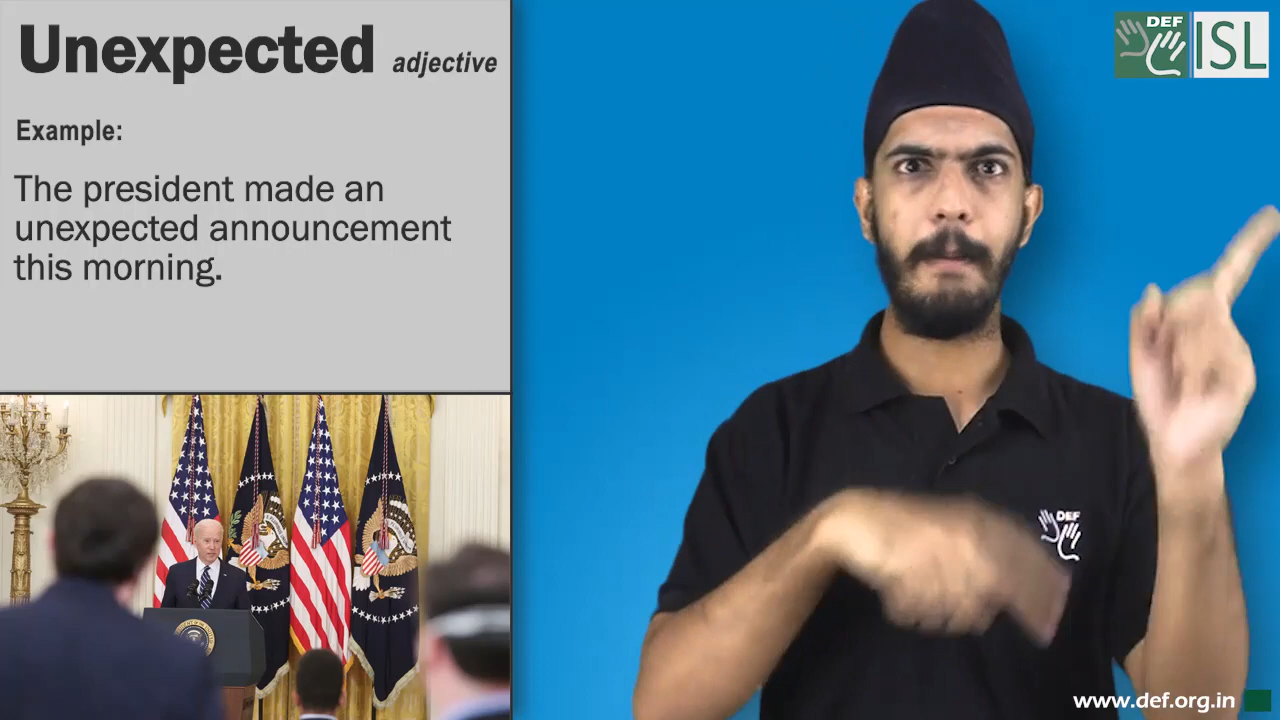 Unexpected adjective
Example:
The president made an
unexpected announcement
this morning.
DEF
ISL
DEF
www.def.org.in